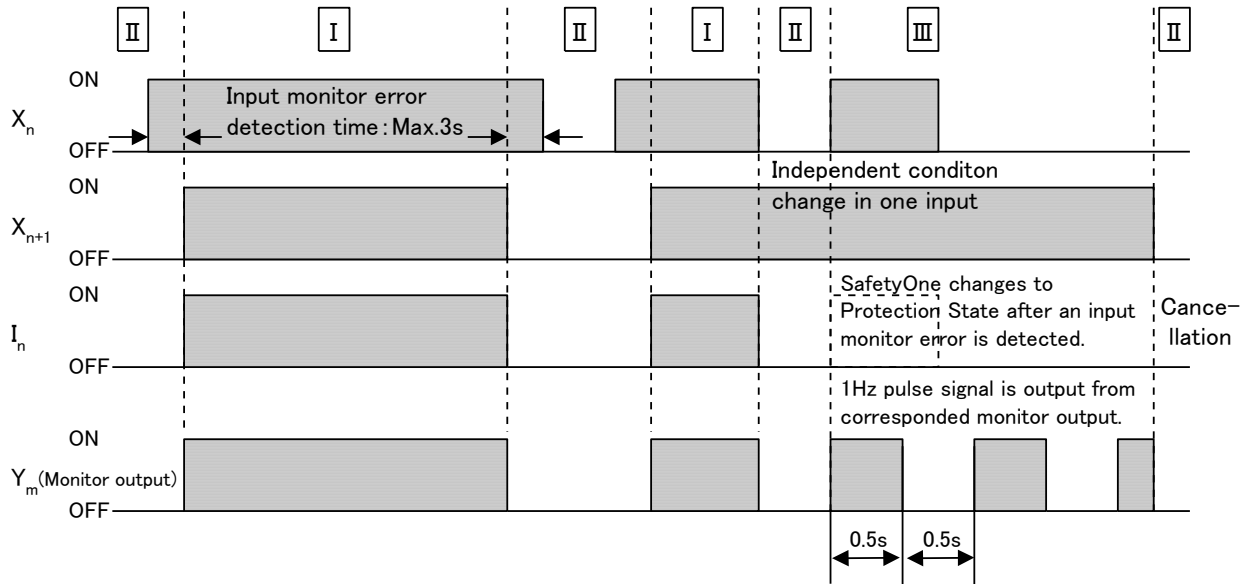 Ⅱ Ⅰ Ⅱ Ⅰ Ⅱ Ⅲ Ⅱ
ON
Input monitor error
detection time：Max.3s
Xn
OFF
ON
Independent conditon
change in one input
Xn+1
OFF
ON
SafetyOne changes to
Protection State after an input
monitor error is detected.
In
OFF
Cance-
llation
1Hz pulse signal is output from
corresponded monitor output.
ON
Ym(Monitor output)
OFF
0.5s 0.5s